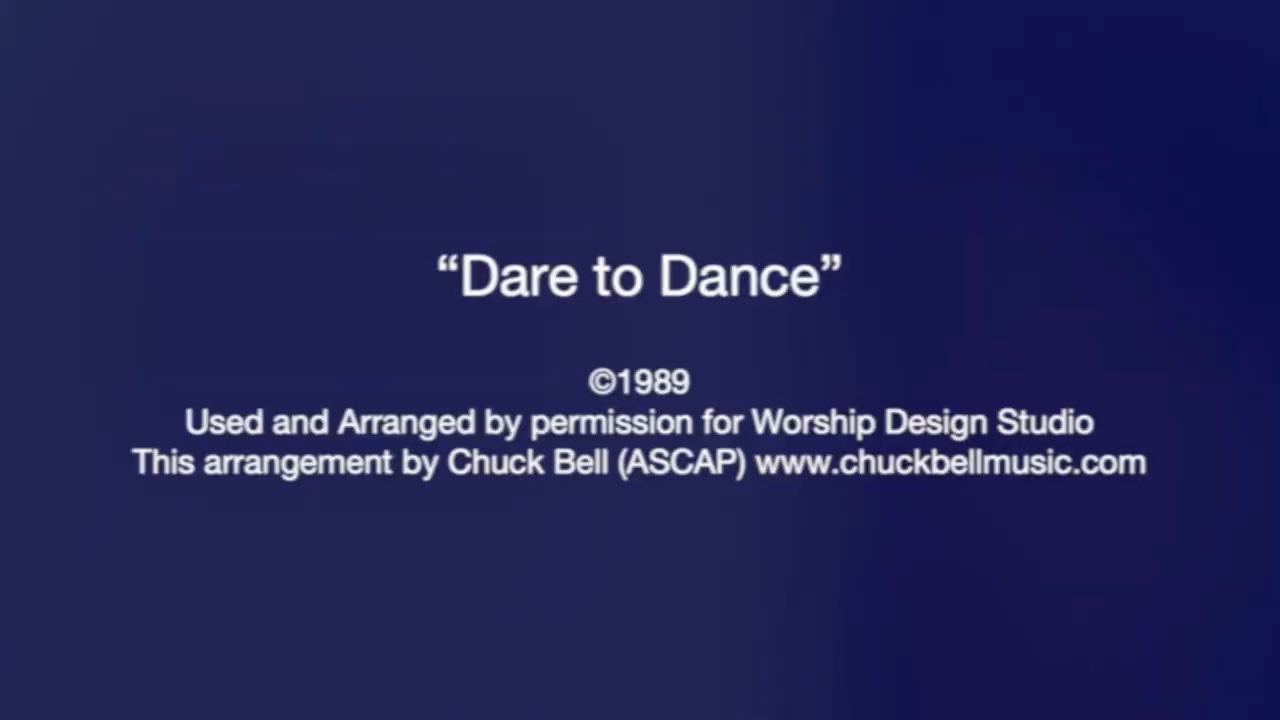 “Dare to Dance”
©1989
Used and Arranged by permission for Worship Design Studio
This arrangement by Chuck Bell (ASCAP) www.chuckbellmusic.com